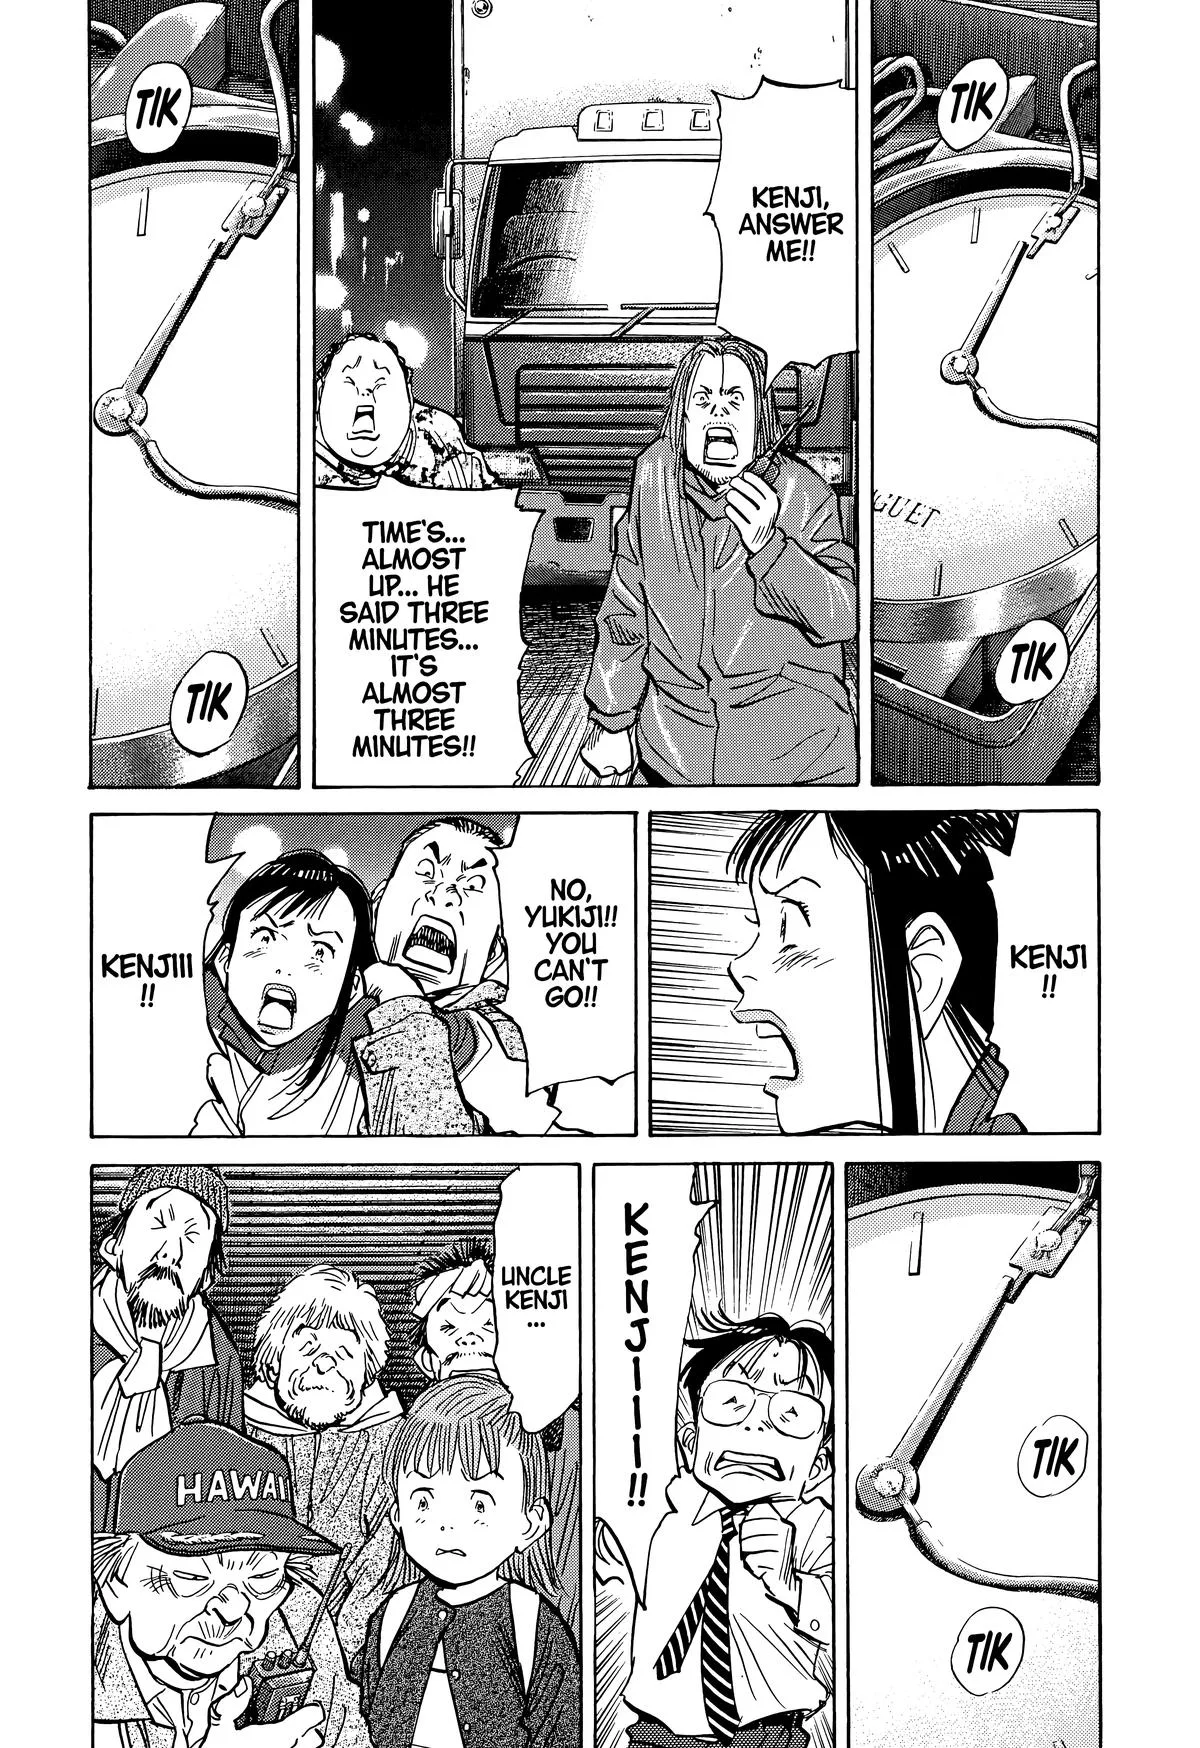 TIK
GUET
TIK
KENJI,
ANSWER
ME!!
TIME'S...
ALMOST
UP... HE
SAID THREE
MINUTES...
IT'S
ALMOST
THREE
MINUTES!!
TIK
TIK
KENJI
!!
NO,
YUKIJI!!
YOU
CAN'T
GO!!
KENJIII
!!
TIK
TIK
KENJIIII!!
UNCLE
KENJI
...
HAWAII